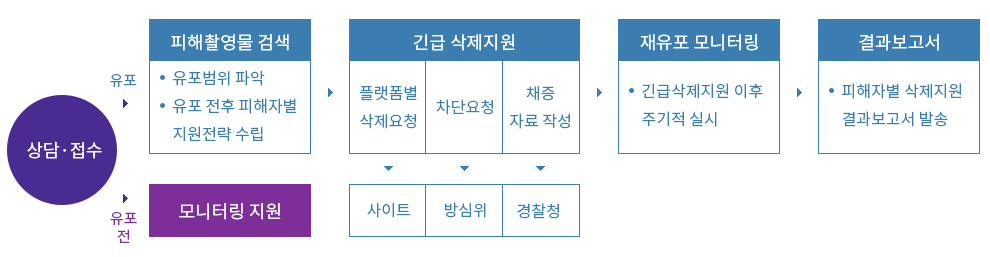 상담·접수
유포
피해촬영물 검색
• 유포범위 파악
• 유포 전후 피해자별
지원전략 수립
긴급 삭제지원
플랫폼별
삭제요청
차단요청
채증
자료 작성
사이트
방심위
경찰청
재유포 모니터링
• 긴급삭제지원 이후
주기적 실시
결과보고서
• 피해자별 삭제지원
결과보고서 발송
유포
전
모니터링 지원